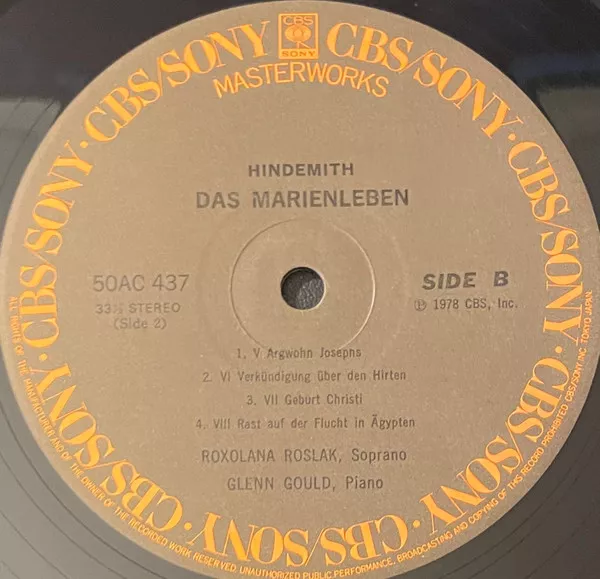 CBS
SONY
CBS/SONY · CBS/SONY · CBS/SONY · CBS/SONY · CBS/SONY · CBS/SONY · CBS/SONY
MASTERWORKS
HINDEMITH
DAS MARIENLEBEN
50AC 437
33⅓ STEREO
(Side 2)
SIDE B
Ⓟ 1978 CBS, Inc.
1. V Argwohn Josephs
2. VI Verkündigung über den Hirten
3. VII Geburt Christi
4. VIII Rast auf der Flucht in Ägypten
ROXOLANA ROSLAK, Soprano
GLENN GOULD, Piano
ALL RIGHTS OF THE MANUFACTURER AND OF THE OWNER OF THE RECORDED WORK RESERVED. UNAUTHORIZED PUBLIC PERFORMANCE, BROADCASTING AND COPYING OF THIS RECORD PROHIBITED CBS/SONY INC. TOKYO JAPAN.